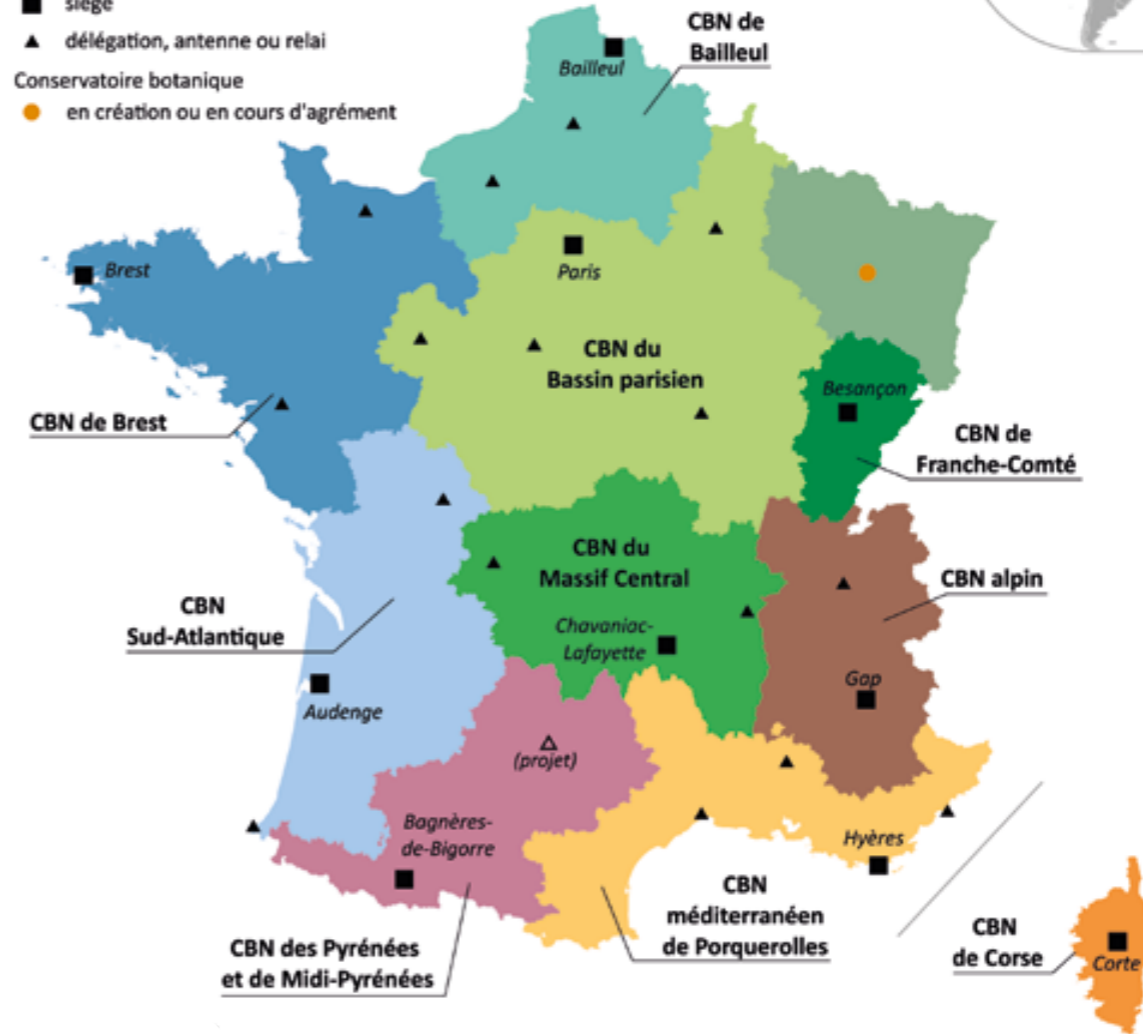 siège
délégation, antenne ou relai
Conservatoire botanique
en création ou en cours d'agrément
CBN de
Bailleul
Bailleul
Brest
Paris
CBN du
Bassin parisien
Besançon
CBN de Brest
CBN de
Franche-Comté
CBN du
Massif Central
CBN alpin
CBN
Sud-Atlantique
Chavaniac-
Lafayette
Gap
Audenge
(projet)
Bagnères-
de-Bigorre
Hyères
CBN
méditerranéen
de Porquerolles
CBN des Pyrénées
et de Midi-Pyrénées
CBN
de Corse
Corte